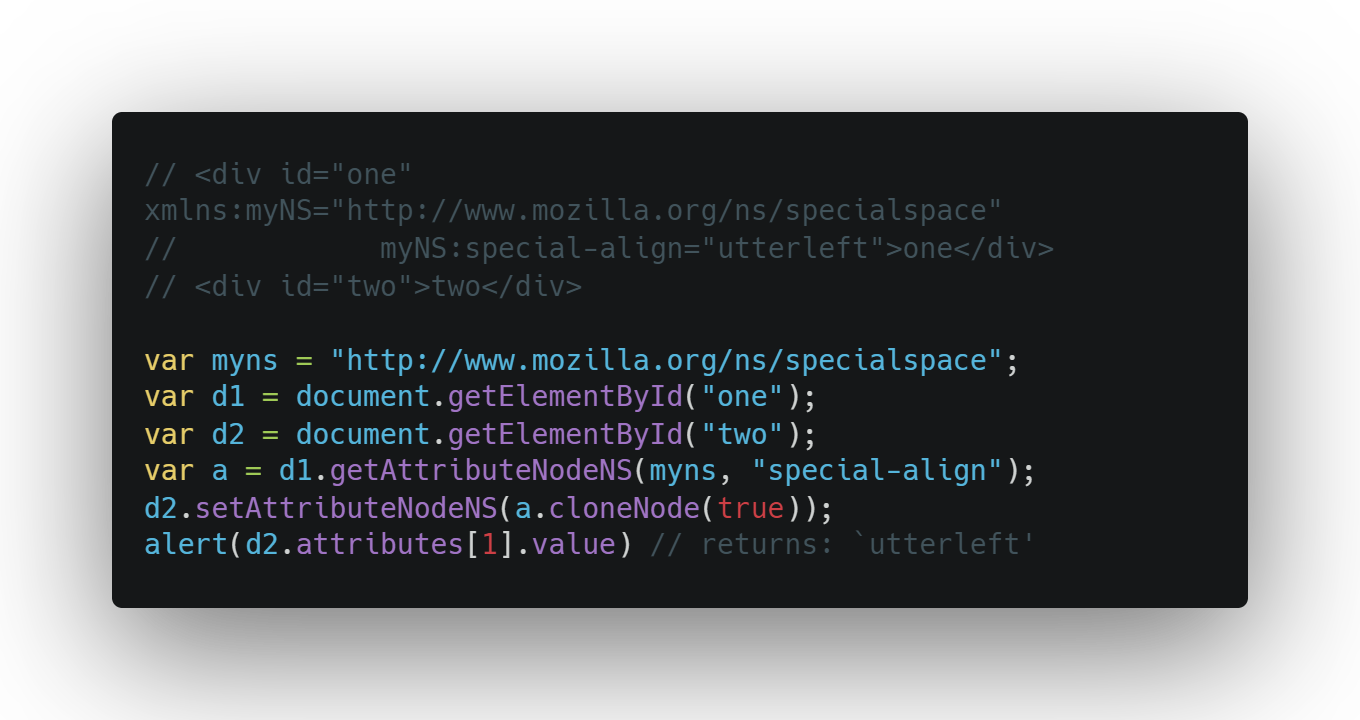 // <div id="one"
xmlns:myNS="http://www.mozilla.org/ns/specialspace"
//            myNS:special-align="utterleft">one</div>
// <div id="two">two</div>

var myns = "http://www.mozilla.org/ns/specialspace";
var d1 = document.getElementById("one");
var d2 = document.getElementById("two");
var a = d1.getAttributeNodeNS(myns, "special-align");
d2.setAttributeNodeNS(a.cloneNode(true));
alert(d2.attributes[1].value) // returns: `utterleft'